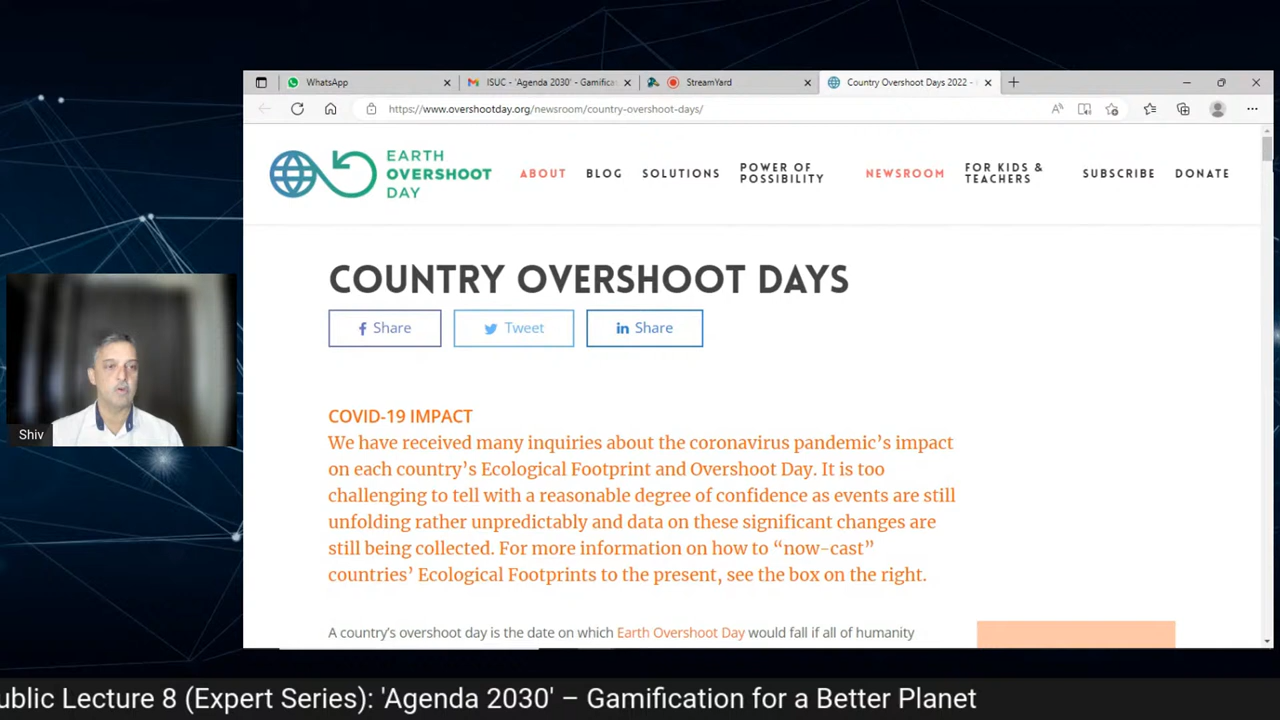 WhatsApp
ISUC - 'Agenda 2030' - Gamifica
StreamYard
Country Overshoot Days 2022 -
https://www.overshootday.org/newsroom/country-overshoot-days/
EARTH
OVERSHOOT
DAY
ABOUT
BLOG
SOLUTIONS
POWER OF
POSSIBILITY
NEWSROOM
FOR KIDS &
TEACHERS
SUBSCRIBE
DONATE
COUNTRY OVERSHOOT DAYS
Share
Tweet
Share
COVID-19 IMPACT
We have received many inquiries about the coronavirus pandemic’s impact
on each country’s Ecological Footprint and Overshoot Day. It is too
challenging to tell with a reasonable degree of confidence as events are still
unfolding rather unpredictably and data on these significant changes are
still being collected. For more information on how to “now-cast”
countries’ Ecological Footprints to the present, see the box on the right.
A country’s overshoot day is the date on which Earth Overshoot Day would fall if all of humanity
Shiv
ublic Lecture 8 (Expert Series): 'Agenda 2030' – Gamification for a Better Planet